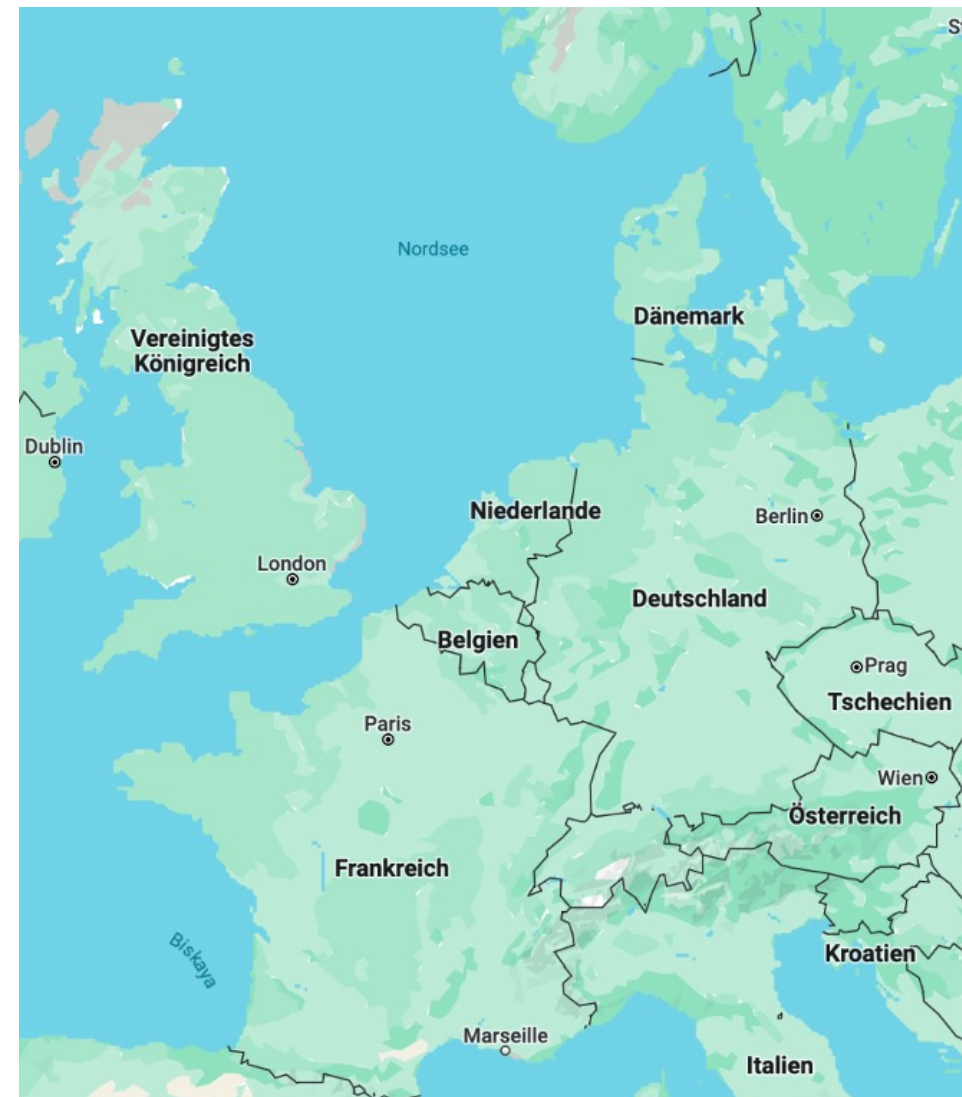 St
Nordsee
Dänemark
Vereinigtes
Königreich
Dublin
Niederlande
Berlin
London
Deutschland
Belgien
Prag
Tschechien
Paris
Wien
Österreich
Frankreich
Biskaya
Kroatien
Marseille
Italien